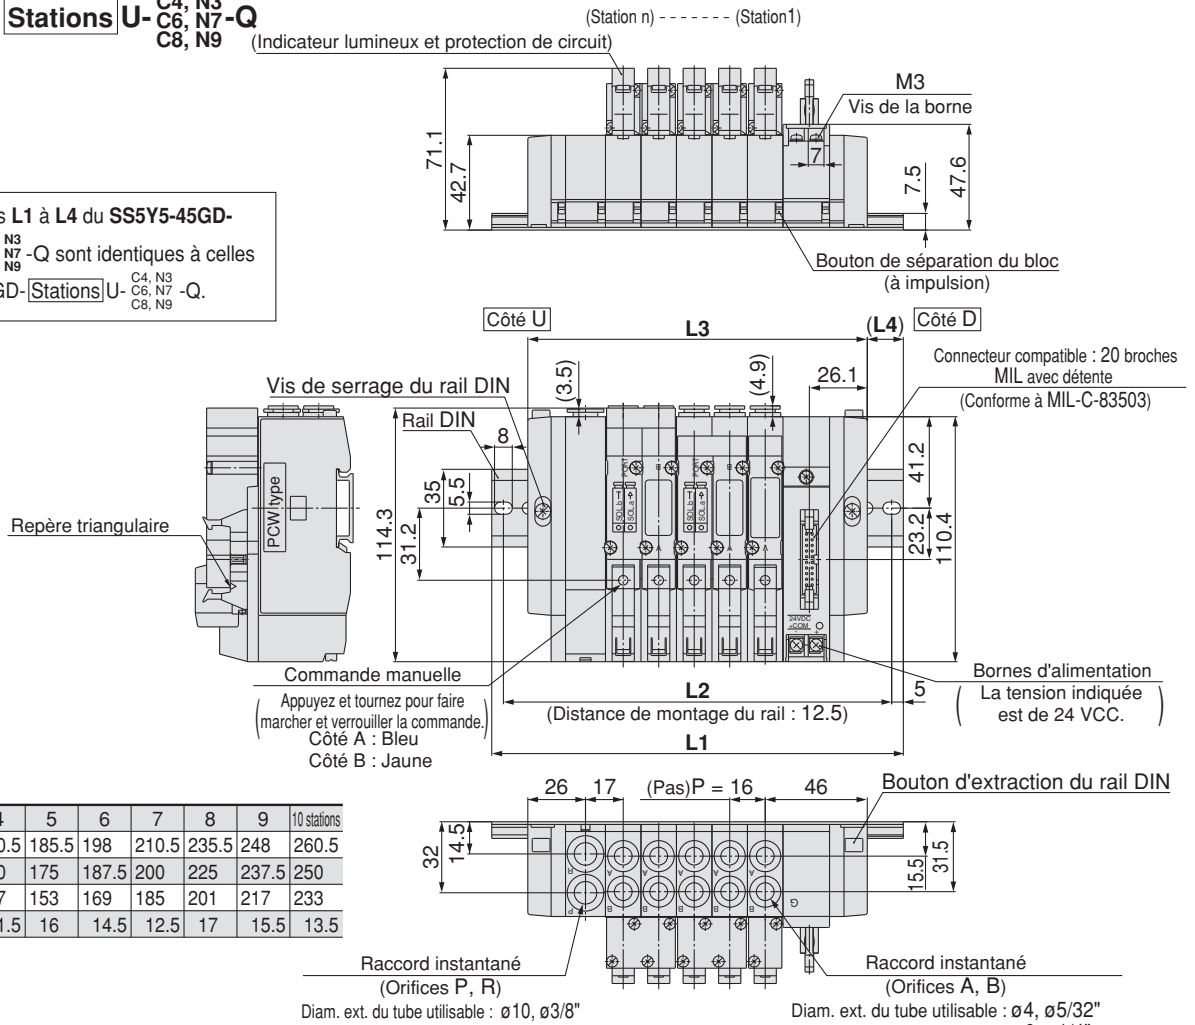 C4, N3
Stations U- C6, N7 -Q
C8, N9
(Station n) - - - - - - - (Station1)
(Indicateur lumineux et protection de circuit)
M3
Vis de la borne
71.1
42.7
7
7.5
47.6
Bouton de séparation du bloc
(à impulsion)
L1 à L4 du SS5Y5-45GD-
N3
N7 -Q sont identiques à celles
N9
GD- Stations U- C4, N3 C6, N7 C8, N9 -Q.
Côté U
L3
(L4)
Côté D
Connecteur compatible : 20 broches
MIL avec détente
(Conforme à MIL-C-83503)
Vis de serrage du rail DIN
(3.5)
(4.9)
26.1
Rail DIN
8
35
5.5
114.3
31.2
41.2
23.2
110.4
PCW type
Repère triangulaire
PORT
B
SOL b
SOL a
A
PORT
B
SOL b
SOL a
A
A
24VDC
+COM
-
+
Commande manuelle
(Appuyez et tournez pour faire
marcher et verrouiller la commande.)
Côté A : Bleu
Côté B : Jaune
L2
5
(Distance de montage du rail : 12.5)
L1
Bornes d'alimentation
(La tension indiquée
est de 24 VCC.)
26
17
(Pas)P = 16
46
Bouton d'extraction du rail DIN
32
14.5
15.5
31.5
R
A
A
A
A
A
P
B
B
B
B
B
G
5 6 7 8 9 10 stations
185.5 198 210.5 235.5 248 260.5
175 187.5 200 225 237.5 250
153 169 185 201 217 233
16 14.5 12.5 17 15.5 13.5
Raccord instantané
(Orifices P, R)
Diam. ext. du tube utilisable : ø10, ø3/8"
Raccord instantané
(Orifices A, B)
Diam. ext. du tube utilisable : ø4, ø5/32"